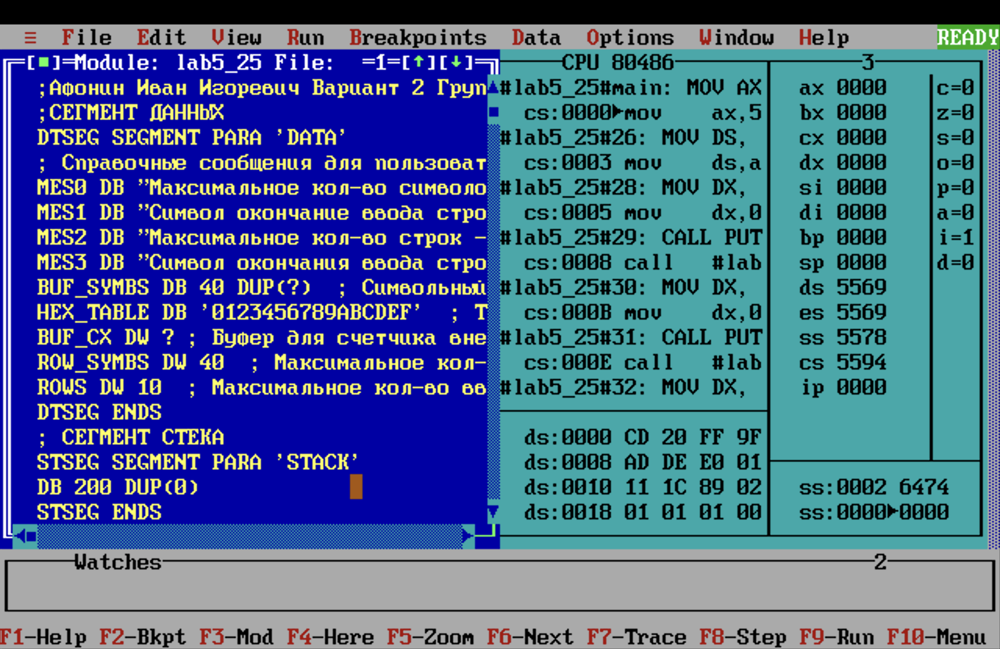 ≡ File Edit View Run Breakpoints Data Options Window Help READY
[■]=Module: lab5_25 File: =1=[↑][↓]
;Афонин Иван Игоревич Вариант 2 Груп
;СЕГМЕНТ ДАННЫХ
DTSEG SEGMENT PARA 'DATA'
; Справочные сообщения для пользоват
MES0 DB "Максимальное кол-во символо
MES1 DB "Символ окончание ввода стро
MES2 DB "Максимальное кол-во строк -
MES3 DB "Символ окончания ввода стро
BUF_SYMBS DB 40 DUP(?) ; Символьный
HEX_TABLE DB '0123456789ABCDEF' ; Т
BUF_CX DW ? ; Буфер для счетчика вне
ROW_SYMBS DW 40 ; Максимальное кол-
ROWS DW 10 ; Максимальное кол-во вв
DTSEG ENDS
; СЕГМЕНТ СТЕКА
STSEG SEGMENT PARA 'STACK'
DB 200 DUP(0)
STSEG ENDS
CPU 80486
#lab5_25#main: MOV AX
cs:0000►mov ax,5
#lab5_25#26: MOV DS,
cs:0003 mov ds,a
#lab5_25#28: MOV DX,
cs:0005 mov dx,0
#lab5_25#29: CALL PUT
cs:0008 call #lab
#lab5_25#30: MOV DX,
cs:000B mov dx,0
#lab5_25#31: CALL PUT
cs:000E call #lab
#lab5_25#32: MOV DX,
ds:0000 CD 20 FF 9F
ds:0008 AD DE E0 01
ds:0010 11 1C 89 02
ds:0018 01 01 01 00
3
ax 0000 c=0
bx 0000 z=0
cx 0000 s=0
dx 0000 o=0
si 0000 p=0
di 0000 a=0
bp 0000 i=1
sp 0000 d=0
ds 5569
es 5569
ss 5578
cs 5594
ip 0000
ss:0002 6474
ss:0000►0000
Watches 2
F1-Help F2-Bkpt F3-Mod F4-Here F5-Zoom F6-Next F7-Trace F8-Step F9-Run F10-Menu